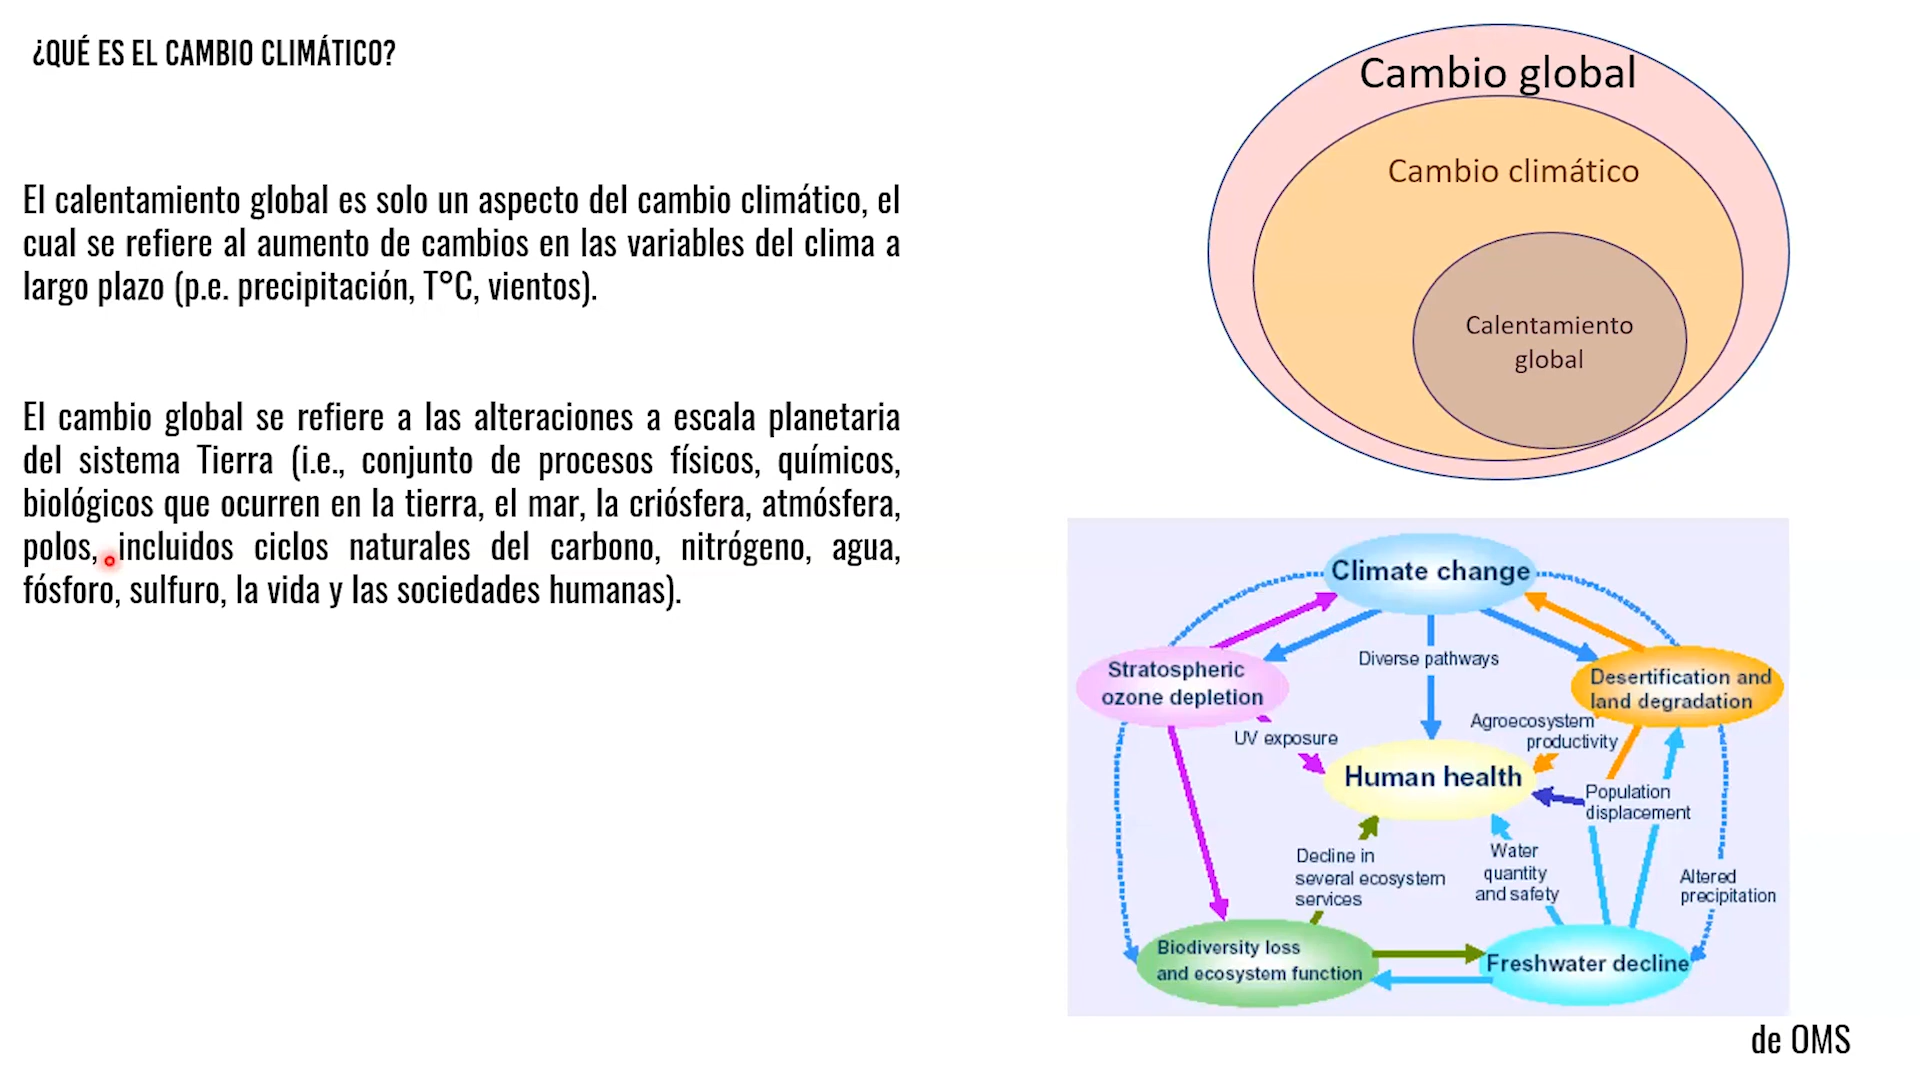 ¿QUÉ ES EL CAMBIO CLIMÁTICO?
El calentamiento global es solo un aspecto del cambio climático, el
cual se refiere al aumento de cambios en las variables del clima a
largo plazo (p.e. precipitación, T°C, vientos).
El cambio global se refiere a las alteraciones a escala planetaria
del sistema Tierra (i.e., conjunto de procesos físicos, químicos,
biológicos que ocurren en la tierra, el mar, la criósfera, atmósfera,
polos, incluidos ciclos naturales del carbono, nitrógeno, agua,
fósforo, sulfuro, la vida y las sociedades humanas).
Cambio global
Cambio climático
Calentamiento
global
Climate change
Stratospheric
ozone depletion
Diverse pathways
Desertification and
land degradation
UV exposure
Agroecosystem
productivity
Human health
Population
displacement
Decline in
several ecosystem
services
Water
quantity
and safety
Altered
precipitation
Biodiversity loss
and ecosystem function
Freshwater decline
de OMS